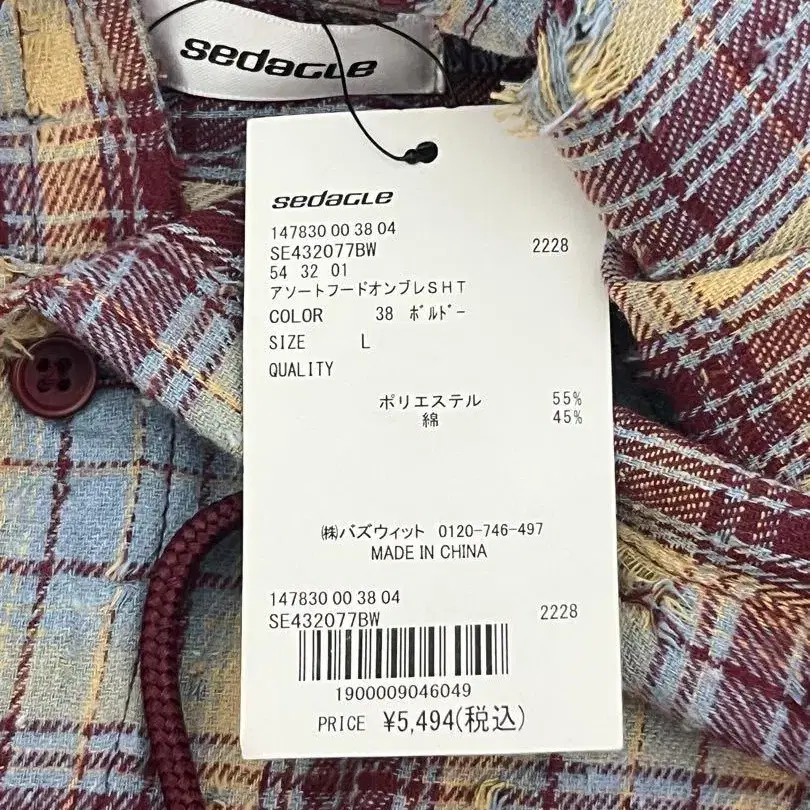 sedaGLe
sedaGLe
147830 00 38 04
SE432077BW 2228
54 32 01
アソートフードオンブレSHT
COLOR 38 ボルドー
SIZE L
QUALITY
ポリエステル 55%
綿 45%
㈱バズウィット 0120-746-497
MADE IN CHINA
147830 00 38 04
SE432077BW 2228
1900009046049
PRICE ¥5,494(税込)